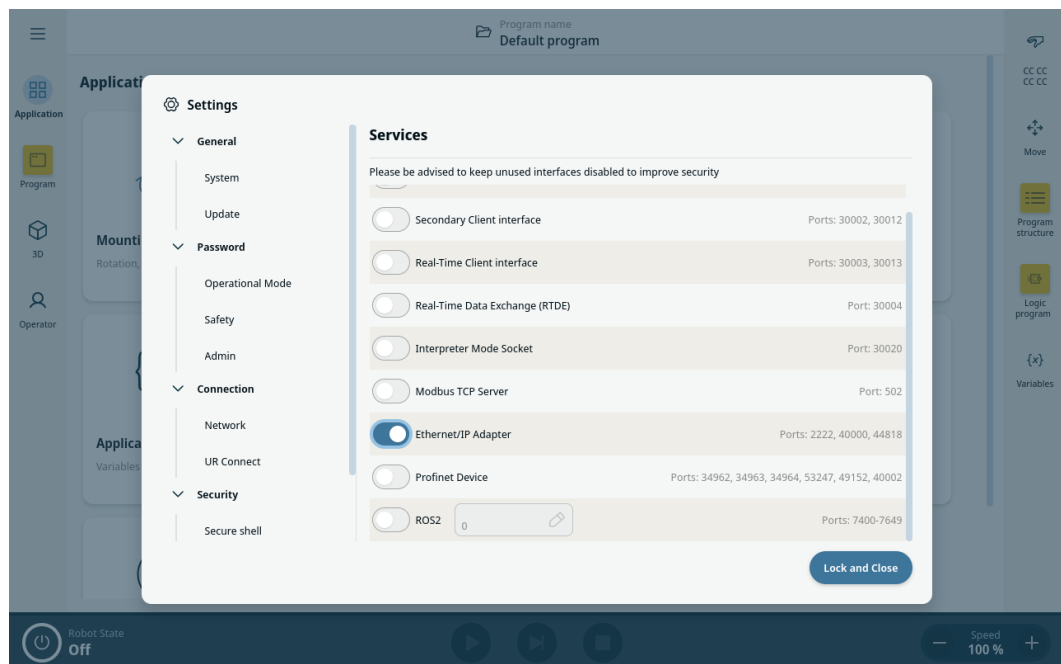 Program name
Default program
Applicati
Application
Program
3D
Operator
Mounti
Rotation,
Applica
Variables
Settings
General
System
Update
Password
Operational Mode
Safety
Admin
Connection
Network
UR Connect
Security
Secure shell
Services
Please be advised to keep unused interfaces disabled to improve security
Secondary Client interface Ports: 30002, 30012
Real-Time Client interface Ports: 30003, 30013
Real-Time Data Exchange (RTDE) Port: 30004
Interpreter Mode Socket Port: 30020
Modbus TCP Server Port: 502
Ethernet/IP Adapter Ports: 2222, 40000, 44818
Profinet Device Ports: 34962, 34963, 34964, 53247, 49152, 40002
ROS2 0 Ports: 7400-7649
Lock and Close
CC CC
CC CC
Move
Program
structure
Logic
program
{x}
Variables
Robot State
Off
Speed
100 %